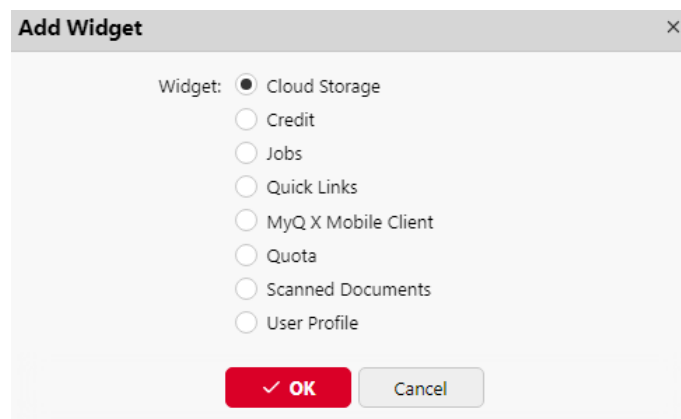 Add Widget
Widget: Cloud Storage
Credit
Jobs
Quick Links
MyQ X Mobile Client
Quota
Scanned Documents
User Profile
OK Cancel